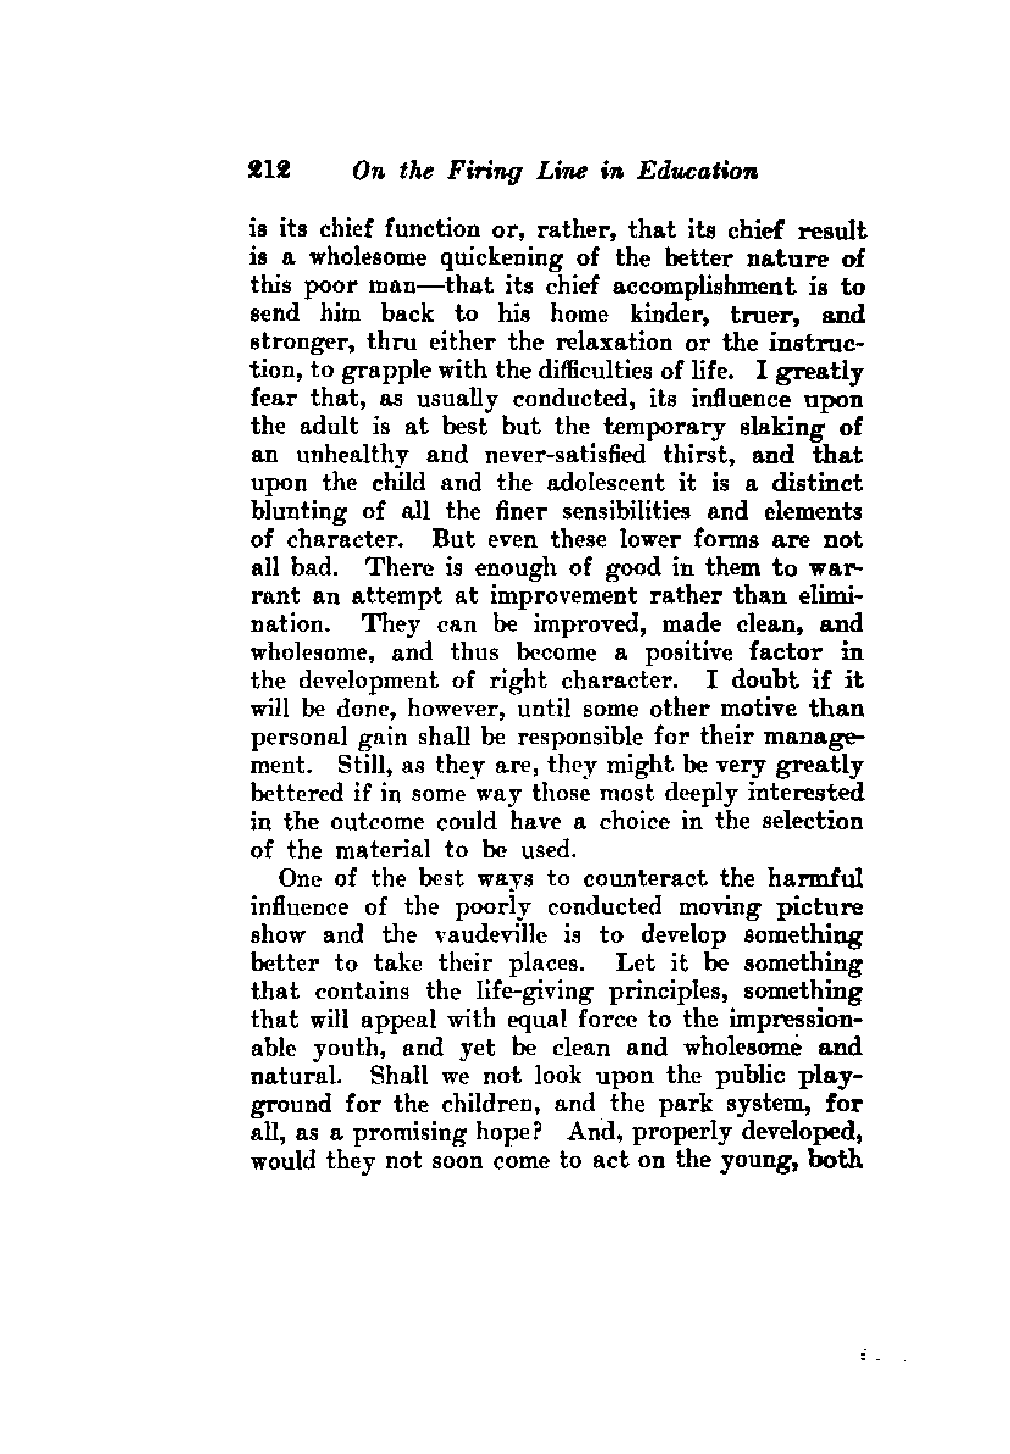 212 On the Firing Line in Education
is its chief function or, rather, that its chief result
is a wholesome quickening of the better nature of
this poor man—that its chief accomplishment is to
send him back to his home kinder, truer, and
stronger, thru either the relaxation or the instruc-
tion, to grapple with the difficulties of life. I greatly
fear that, as usually conducted, its influence upon
the adult is at best but the temporary slaking of
an unhealthy and never-satisfied thirst, and that
upon the child and the adolescent it is a distinct
blunting of all the finer sensibilities and elements
of character. But even these lower forms are not
all bad. There is enough of good in them to war-
rant an attempt at improvement rather than elimi-
nation. They can be improved, made clean, and
wholesome, and thus become a positive factor in
the development of right character. I doubt if it
will be done, however, until some other motive than
personal gain shall be responsible for their manage-
ment. Still, as they are, they might be very greatly
bettered if in some way those most deeply interested
in the outcome could have a choice in the selection
of the material to be used.
One of the best ways to counteract the harmful
influence of the poorly conducted moving picture
show and the vaudeville is to develop something
better to take their places. Let it be something
that contains the life-giving principles, something
that will appeal with equal force to the impression-
able youth, and yet be clean and wholesome and
natural. Shall we not look upon the public play-
ground for the children, and the park system, for
all, as a promising hope? And, properly developed,
would they not soon come to act on the young, both